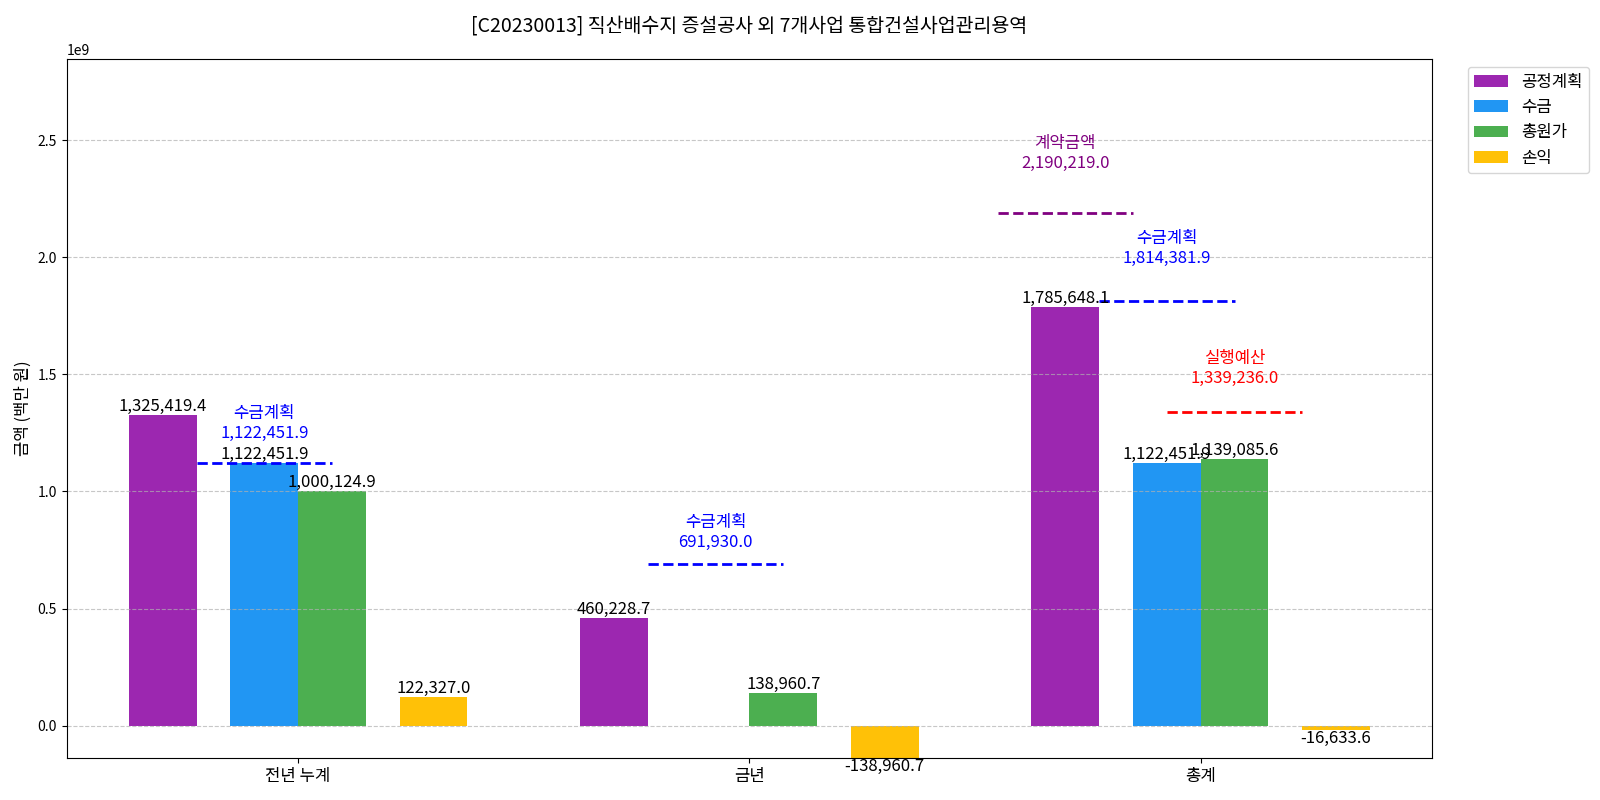 [C20230013] 직산배수지 증설공사 외 7개사업 통합건설사업관리용역
1e9
공정계획
수금
총원가
손익
금액 (백만 원)
2.5
2.0
1.5
1.0
0.5
0.0
계약금액
2,190,219.0
수금계획
1,814,381.9
1,785,648.1
실행예산
1,339,236.0
1,325,419.4
수금계획
1,122,451.9
1,122,451.9
1,000,124.9
1,122,451.9
1,139,085.6
수금계획
691,930.0
460,228.7
122,327.0
138,960.7
-138,960.7
-16,633.6
전년 누계
금년
총계